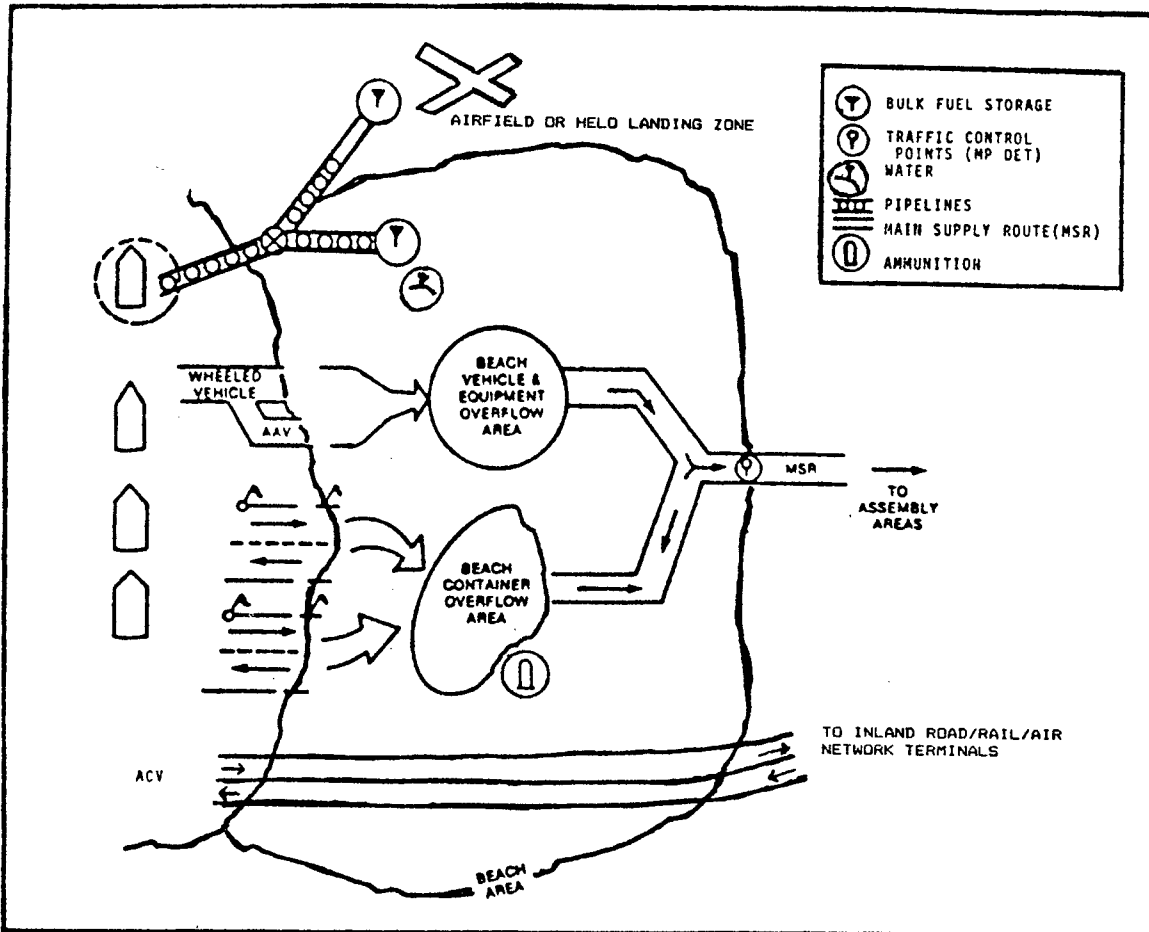 AIRFIELD OR HELO LANDING ZONE
BULK FUEL STORAGE
TRAFFIC CONTROL
POINTS (MP DET)
WATER
PIPELINES
MAIN SUPPLY ROUTE(MSR)
AMMUNITION
WHEELED
VEHICLE
AAV
BEACH
VEHICLE &
EQUIPMENT
OVERFLOW
AREA
MSR
TO
ASSEMBLY
AREAS
BEACH
CONTAINER
OVERFLOW
AREA
TO INLAND ROAD/RAIL/AIR
NETWORK TERMINALS
ACV
BEACH
AREA